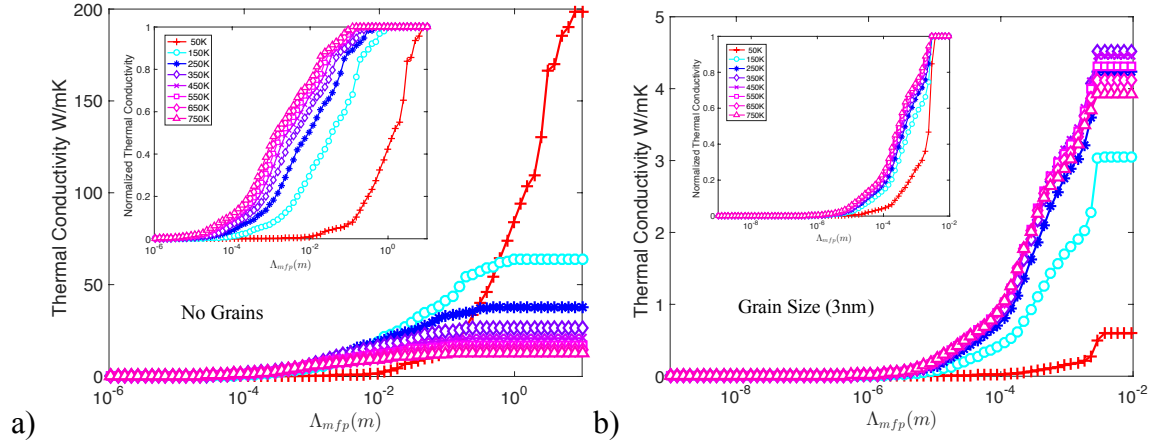 200
150
100
50
0
Thermal Conductivity W/mK
10^-6
10^-4
10^-2
10^0
Λ_mfp(m)
No Grains
1
0.8
0.6
0.4
0.2
0
Normalized Thermal Conductivity
10^-6
10^-4
10^-2
10^0
Λ_mfp(m)
50K
150K
250K
350K
450K
550K
650K
750K
a)
5
4
3
2
1
0
Thermal Conductivity W/mK
10^-8
10^-6
10^-4
10^-2
Λ_mfp(m)
Grain Size (3nm)
1
0.8
0.6
0.4
0.2
0
Normalized Thermal Conductivity
10^-8
10^-6
10^-4
10^-2
Λ_mfp(m)
50K
150K
250K
350K
450K
550K
650K
750K
b)